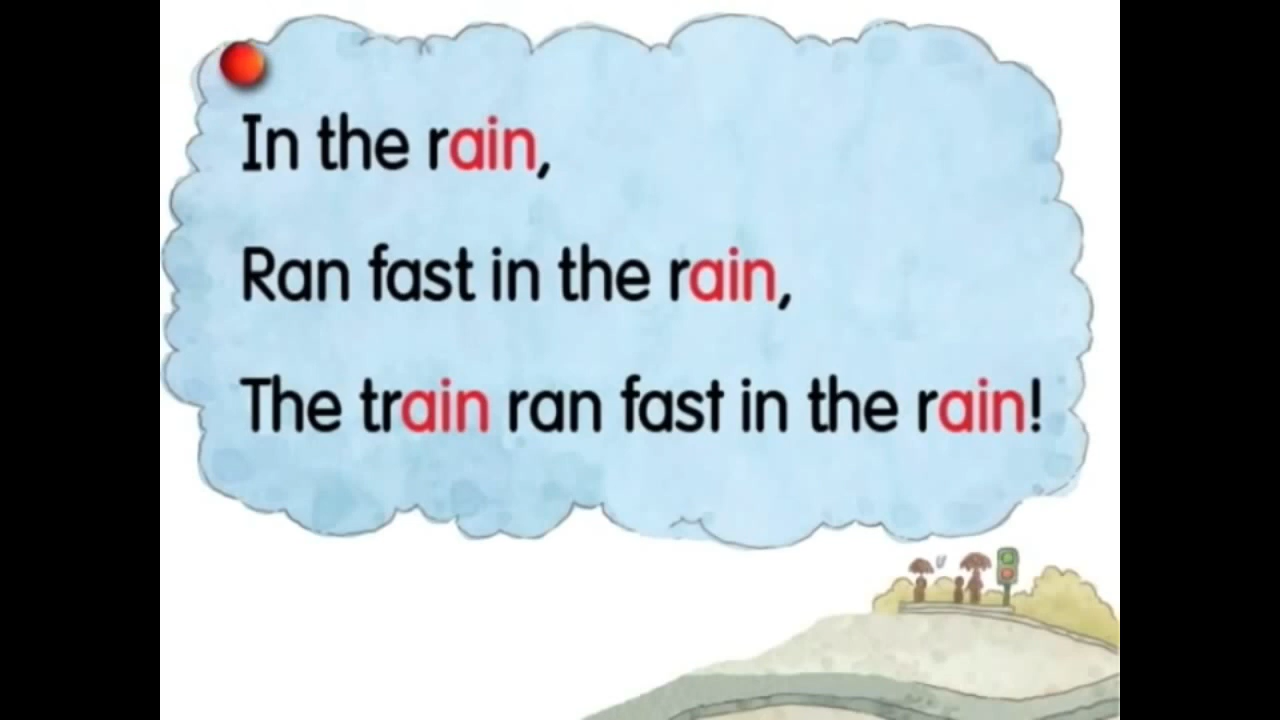 In the rain,
Ran fast in the rain,
The train ran fast in the rain!